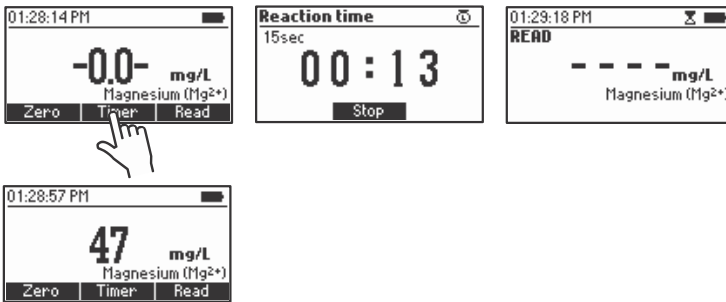 01:28:14 PM
-0.0- mg/L
Magnesium (Mg²⁺)
Zero Timer Read
Reaction time
15sec
00:13
Stop
01:29:18 PM
READ
---- mg/L
Magnesium (Mg²⁺)
01:28:57 PM
47 mg/L
Magnesium (Mg²⁺)
Zero Timer Read